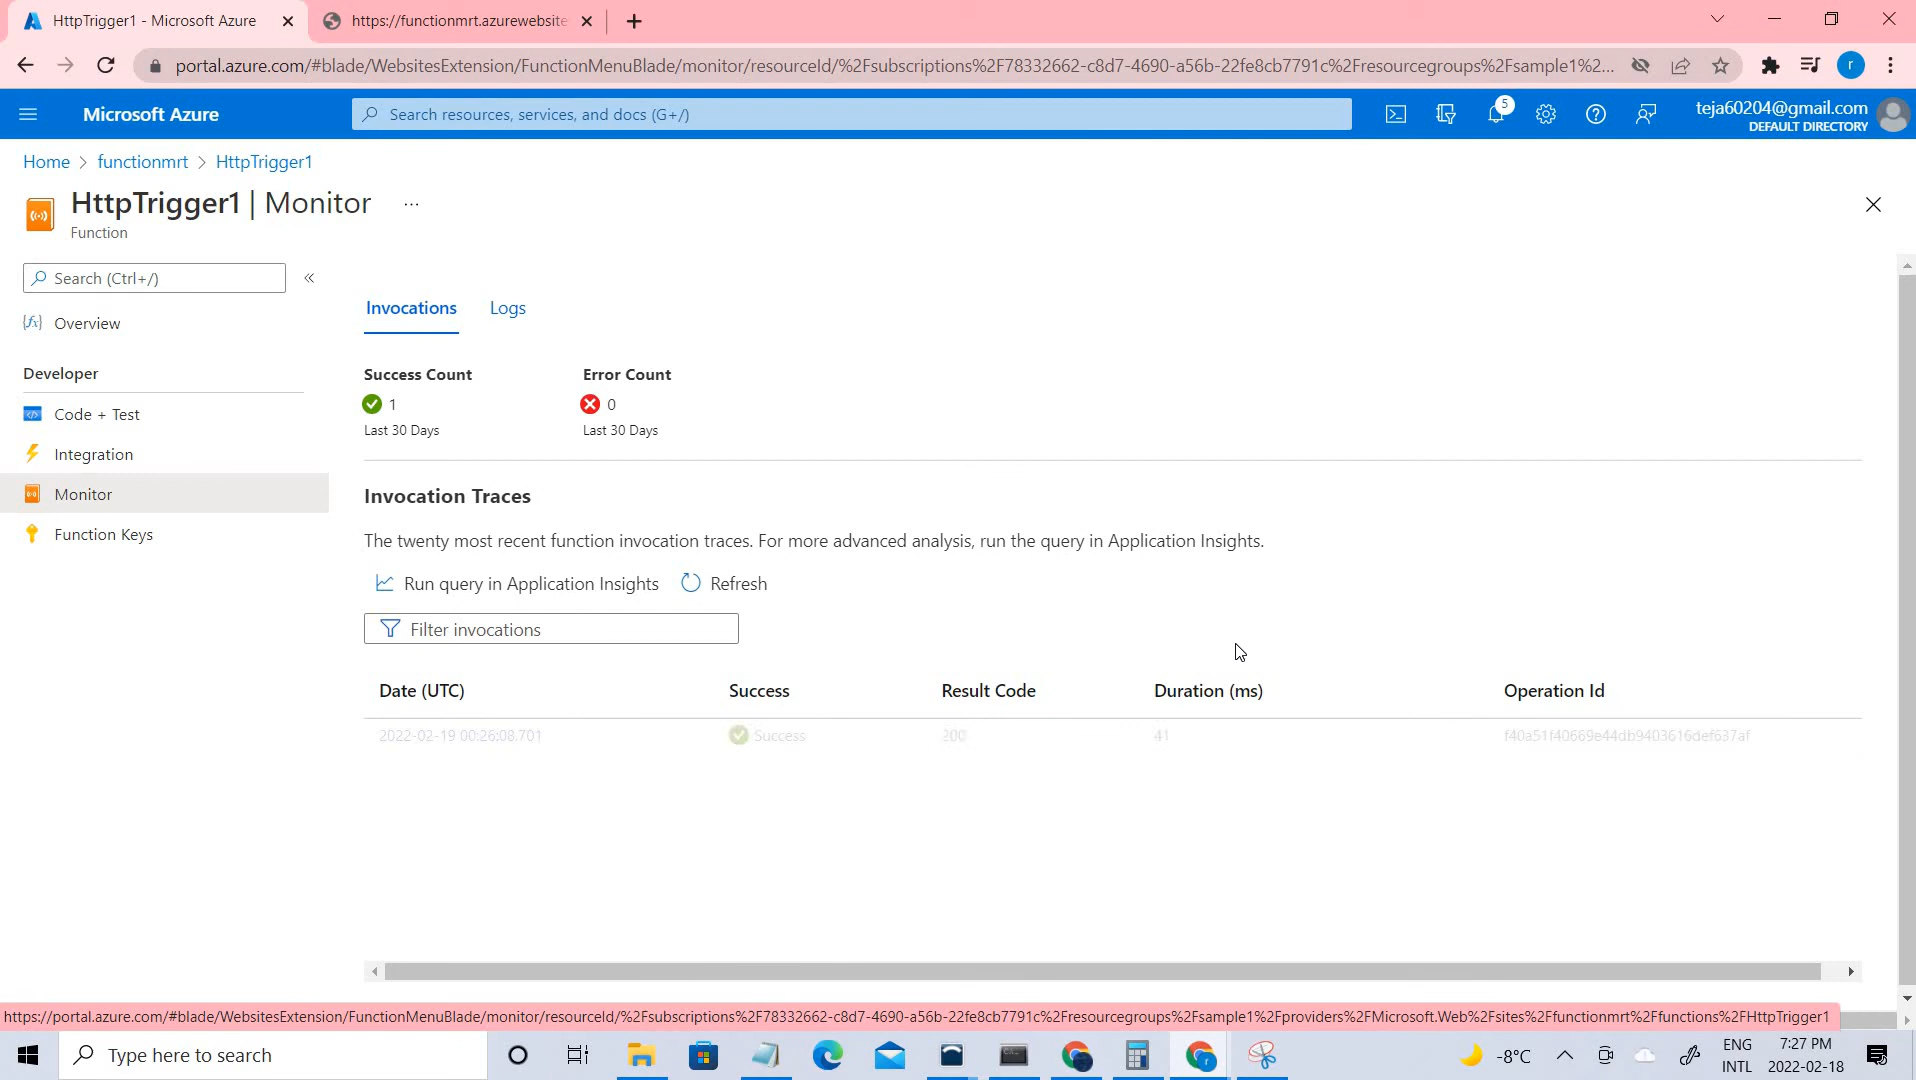 HttpTrigger1 - Microsoft Azure
https://functionmrt.azurewebsite
portal.azure.com/#blade/WebsitesExtension/FunctionMenuBlade/monitor/resourceId/%2Fsubscriptions%2F78332662-c8d7-4690-a56b-22fe8cb7791c%2Fresourcegroups%2Fsample1%2...
r
Microsoft Azure
Search resources, services, and docs (G+/)
5
teja60204@gmail.com
DEFAULT DIRECTORY
Home > functionmrt > HttpTrigger1
HttpTrigger1 | Monitor ...
Function
Search (Ctrl+/)
«
Overview
Developer
Code + Test
Integration
Monitor
Function Keys
Invocations Logs
Success Count Error Count
1 0
Last 30 Days Last 30 Days
Invocation Traces
The twenty most recent function invocation traces. For more advanced analysis, run the query in Application Insights.
Run query in Application Insights Refresh
Filter invocations
Date (UTC) Success Result Code Duration (ms) Operation Id
2022-02-19 00:26:08.701 Success 200 41 f40a51f40669e44db9403616def637af
https://portal.azure.com/#blade/WebsitesExtension/FunctionMenuBlade/monitor/resourceId/%2Fsubscriptions%2F78332662-c8d7-4690-a56b-22fe8cb7791c%2Fresourcegroups%2Fsample1%2Fproviders%2FMicrosoft.Web%2Fsites%2Ffunctionmrt%2Ffunctions%2FHttpTrigger1
Type here to search
-8°C
ENG
INTL
7:27 PM
2022-02-18